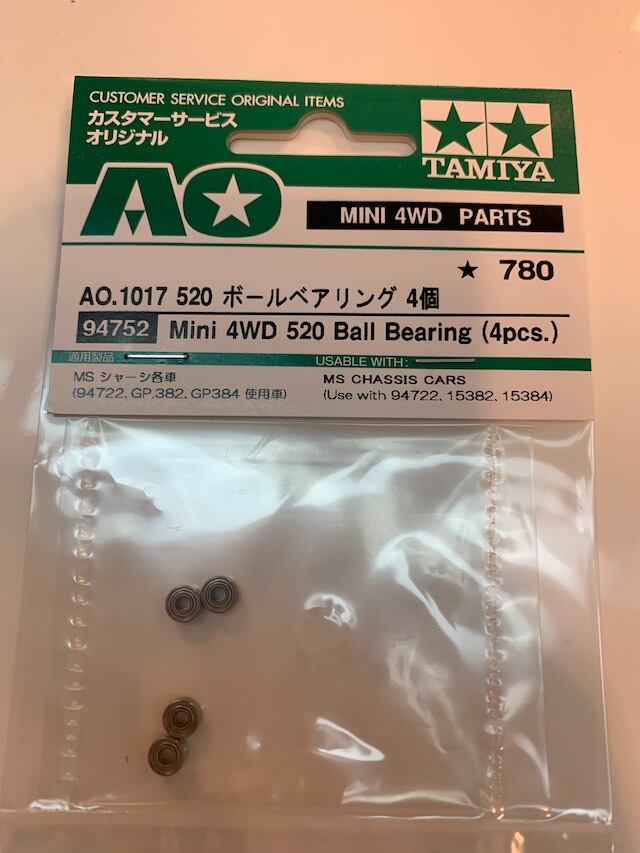 CUSTOMER SERVICE ORIGINAL ITEMS
カスタマーサービス
オリジナル
TAMIYA
AO
MINI 4WD PARTS
★ 780
AO.1017 520 ボールベアリング 4個
94752 Mini 4WD 520 Ball Bearing (4pcs.)
適用製品
USABLE WITH:
MS シャーシ各車
(94722, GP.382, GP384 使用車)
MS CHASSIS CARS
(Use with 94722, 15382, 15384)